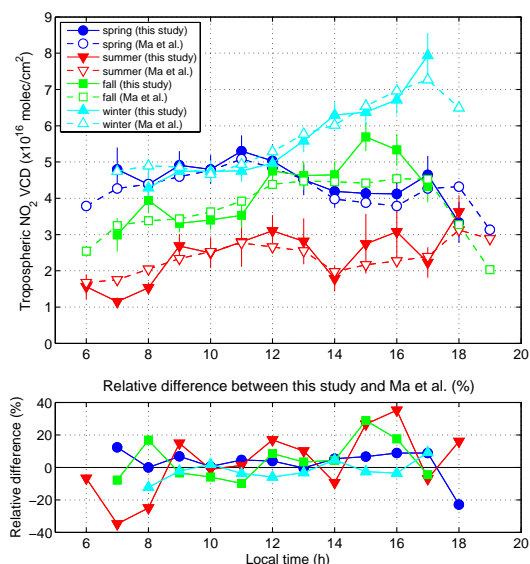 9
8
7
6
5
4
3
2
1
0
Tropospheric NO2 VCD (x10^16 molec/cm^2)
spring (this study)
spring (Ma et al.)
summer (this study)
summer (Ma et al.)
fall (this study)
fall (Ma et al.)
winter (this study)
winter (Ma et al.)
6 8 10 12 14 16 18 20
Relative difference between this study and Ma et al. (%)
40
20
0
−20
−40
Relative difference (%)
6 8 10 12 14 16 18 20
Local time (h)